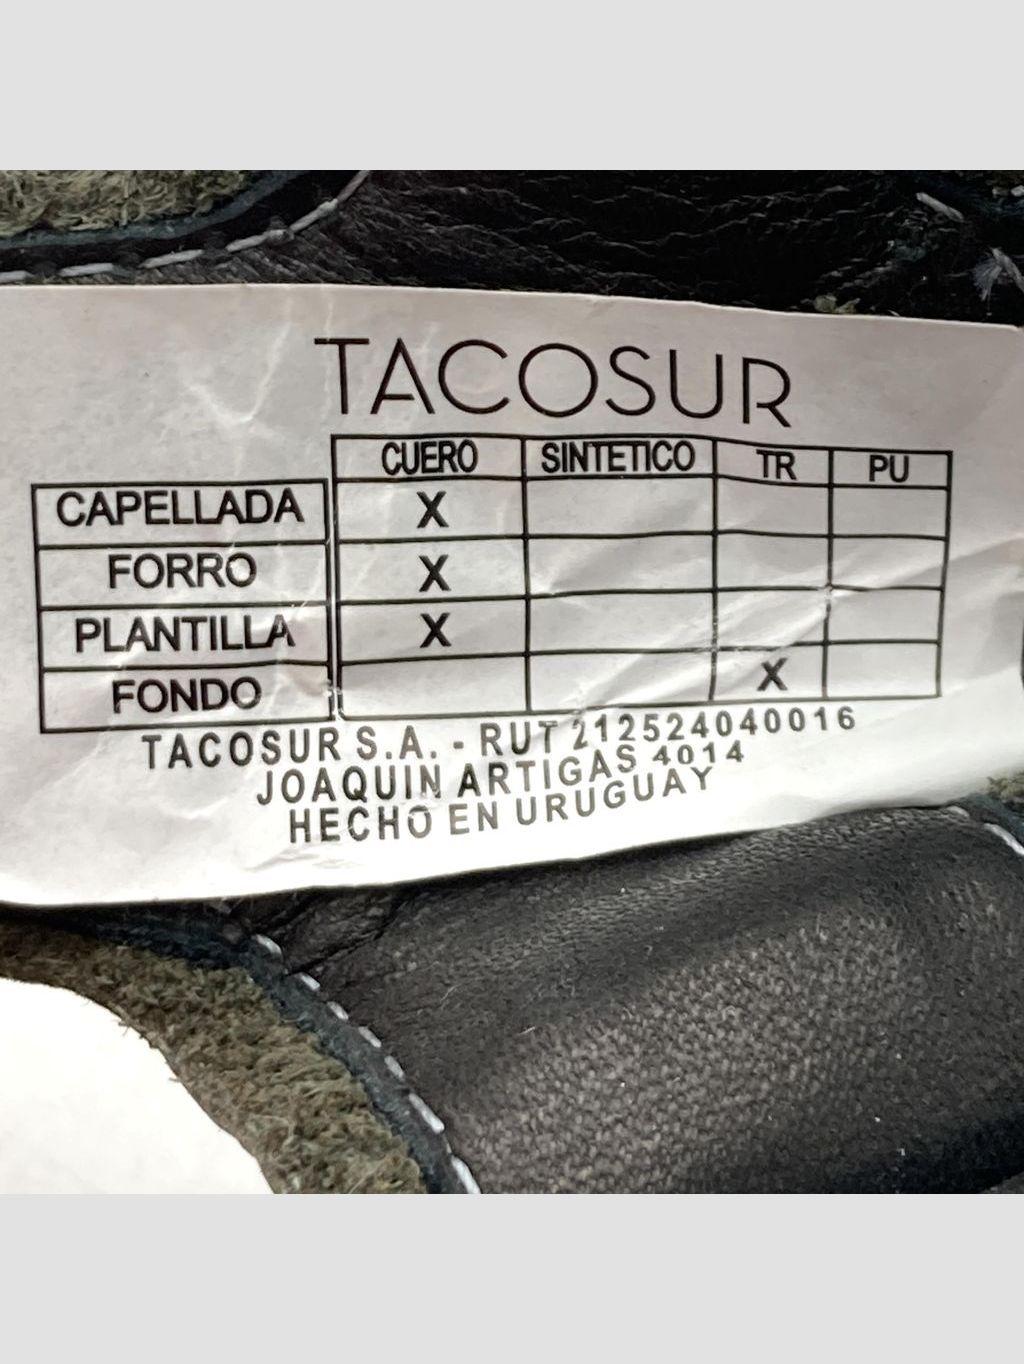 TACOSUR
CUERO SINTETICO TR PU
CAPELLADA X
FORRO X
PLANTILLA X
FONDO X
TACOSUR S.A. - RUT 212524040016
JOAQUIN ARTIGAS 4014
HECHO EN URUGUAY